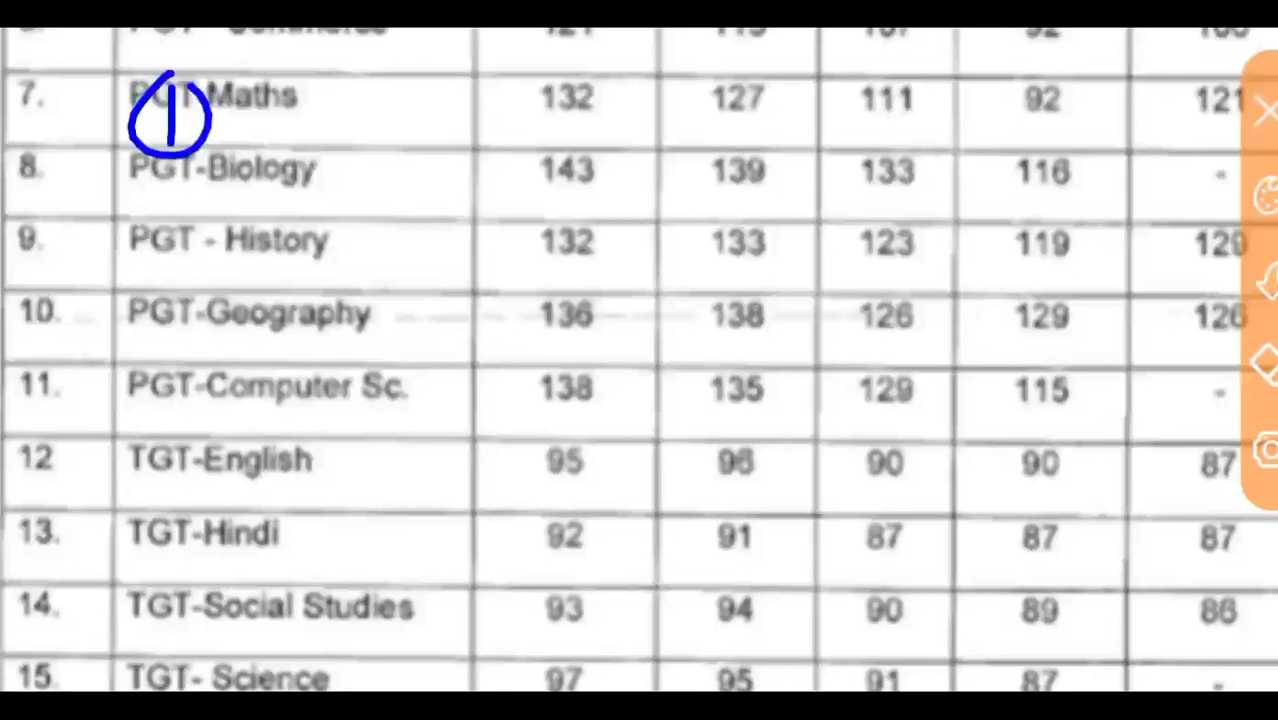 7. PGT-Maths 132 127 111 92 121
8. PGT-Biology 143 139 133 116 -
9. PGT - History 132 133 123 119 120
10. PGT-Geography 136 138 126 129 126
11. PGT-Computer Sc. 138 135 129 115 -
12 TGT-English 95 96 90 90 87
13. TGT-Hindi 92 91 87 87 87
14. TGT-Social Studies 93 94 90 89 86
15. TGT- Science 97 95 91 87 -